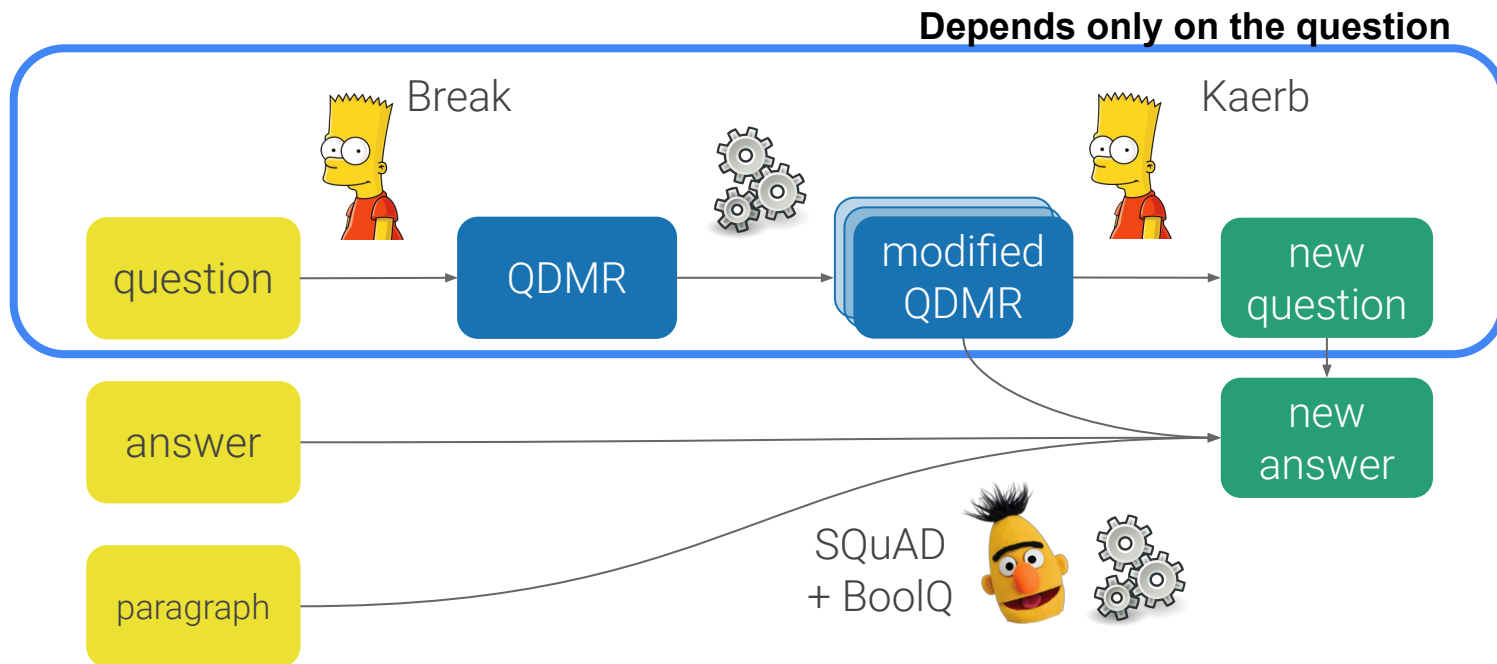 Depends only on the question
Break
Kaerb
question
QDMR
modified
QDMR
new
question
answer
new
answer
paragraph
SQuAD
+ BoolQ